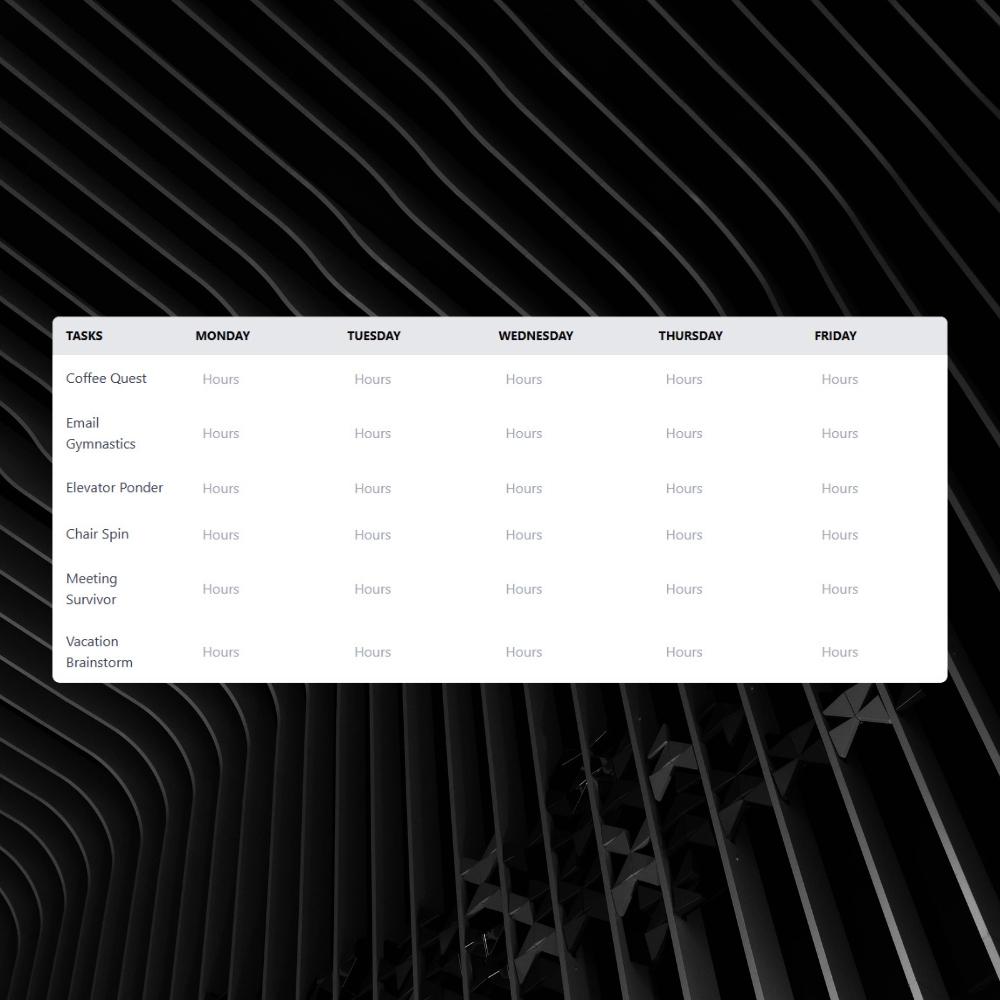 TASKS MONDAY TUESDAY WEDNESDAY THURSDAY FRIDAY
Coffee Quest Hours Hours Hours Hours Hours
Email
Gymnastics Hours Hours Hours Hours Hours
Elevator Ponder Hours Hours Hours Hours Hours
Chair Spin Hours Hours Hours Hours Hours
Meeting
Survivor Hours Hours Hours Hours Hours
Vacation
Brainstorm Hours Hours Hours Hours Hours